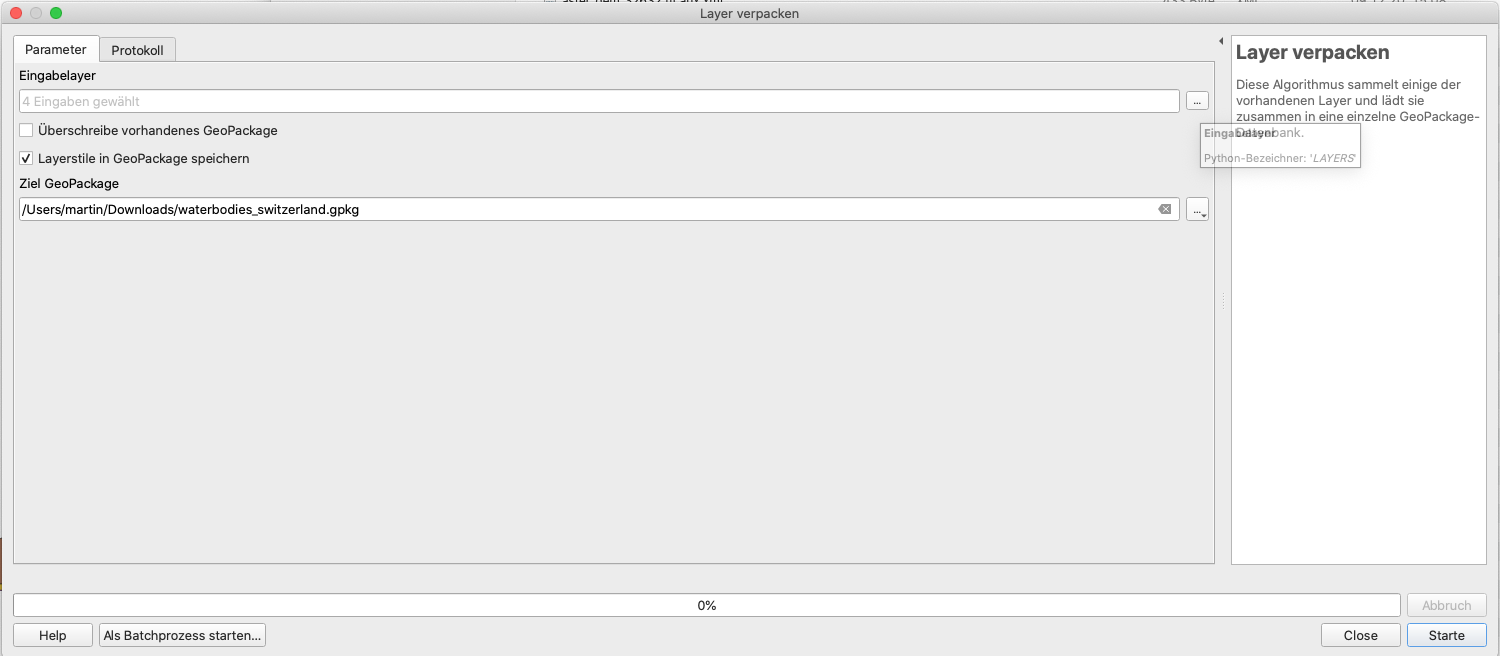 Layer verpacken
Parameter
Protokoll
Eingabelayer
4 Eingaben gewählt
...
Überschreibe vorhandenes GeoPackage
Layerstile in GeoPackage speichern
Ziel GeoPackage
/Users/martin/Downloads/waterbodies_switzerland.gpkg
...
Layer verpacken
Diese Algorithmus sammelt einige der
vorhandenen Layer und lädt sie
zusammen in eine einzelne GeoPackage-
Datenbank.
Eingabelayer
Python-Bezeichner: 'LAYERS'
0%
Abbruch
Help
Als Batchprozess starten...
Close
Starte